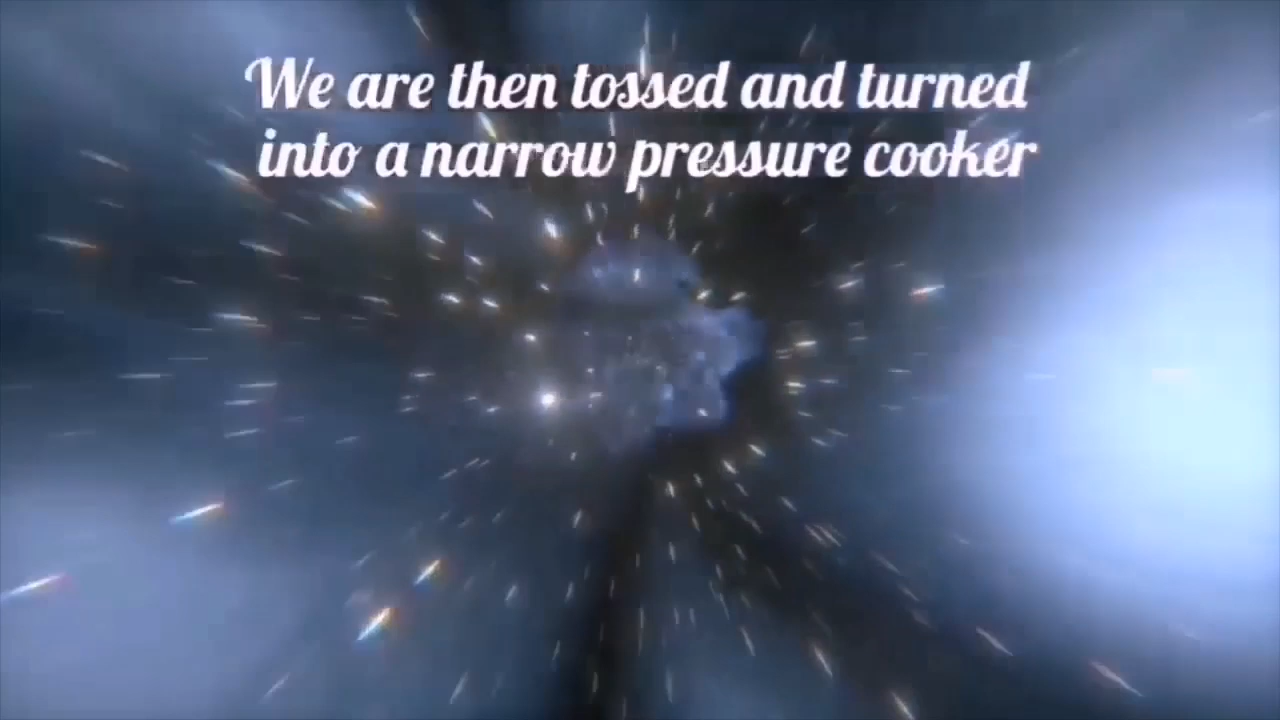 We are then tossed and turned
into a narrow pressure cooker